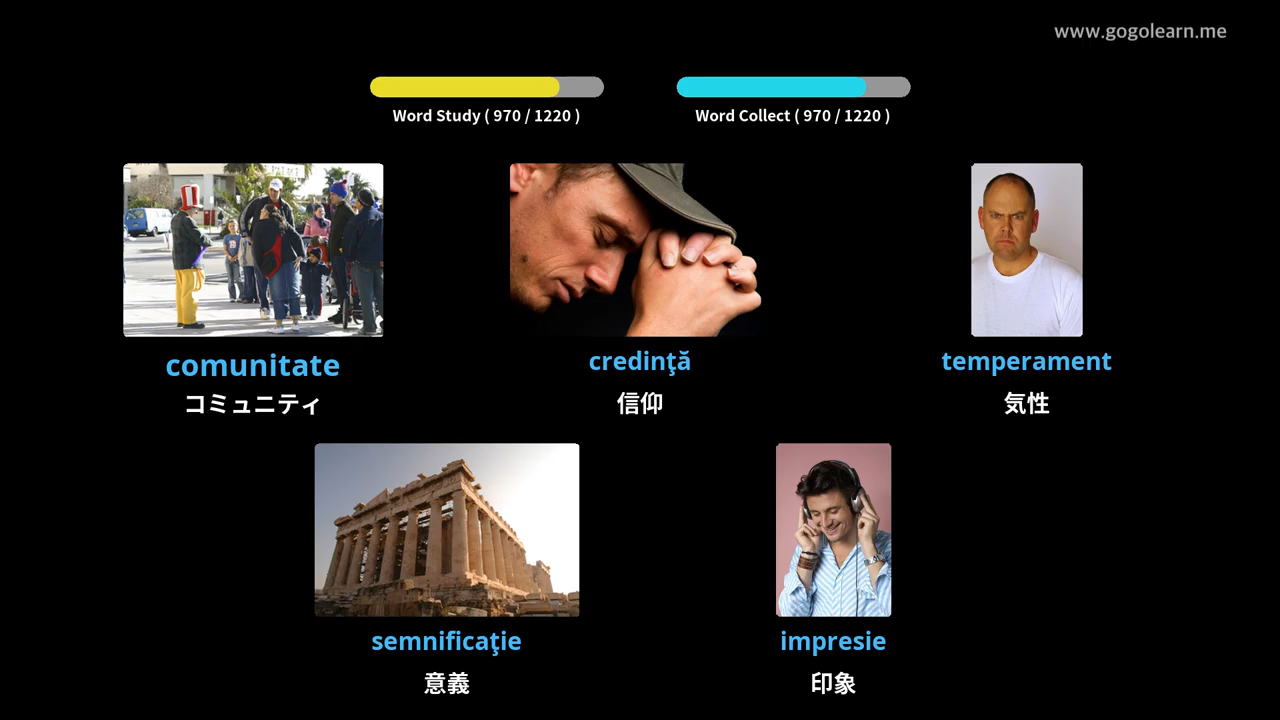 www.gogolearn.me
Word Study ( 970 / 1220 )
Word Collect ( 970 / 1220 )
comunitate
コミュニティ
credinţă
信仰
temperament
気性
semnificaţie
意義
impresie
印象